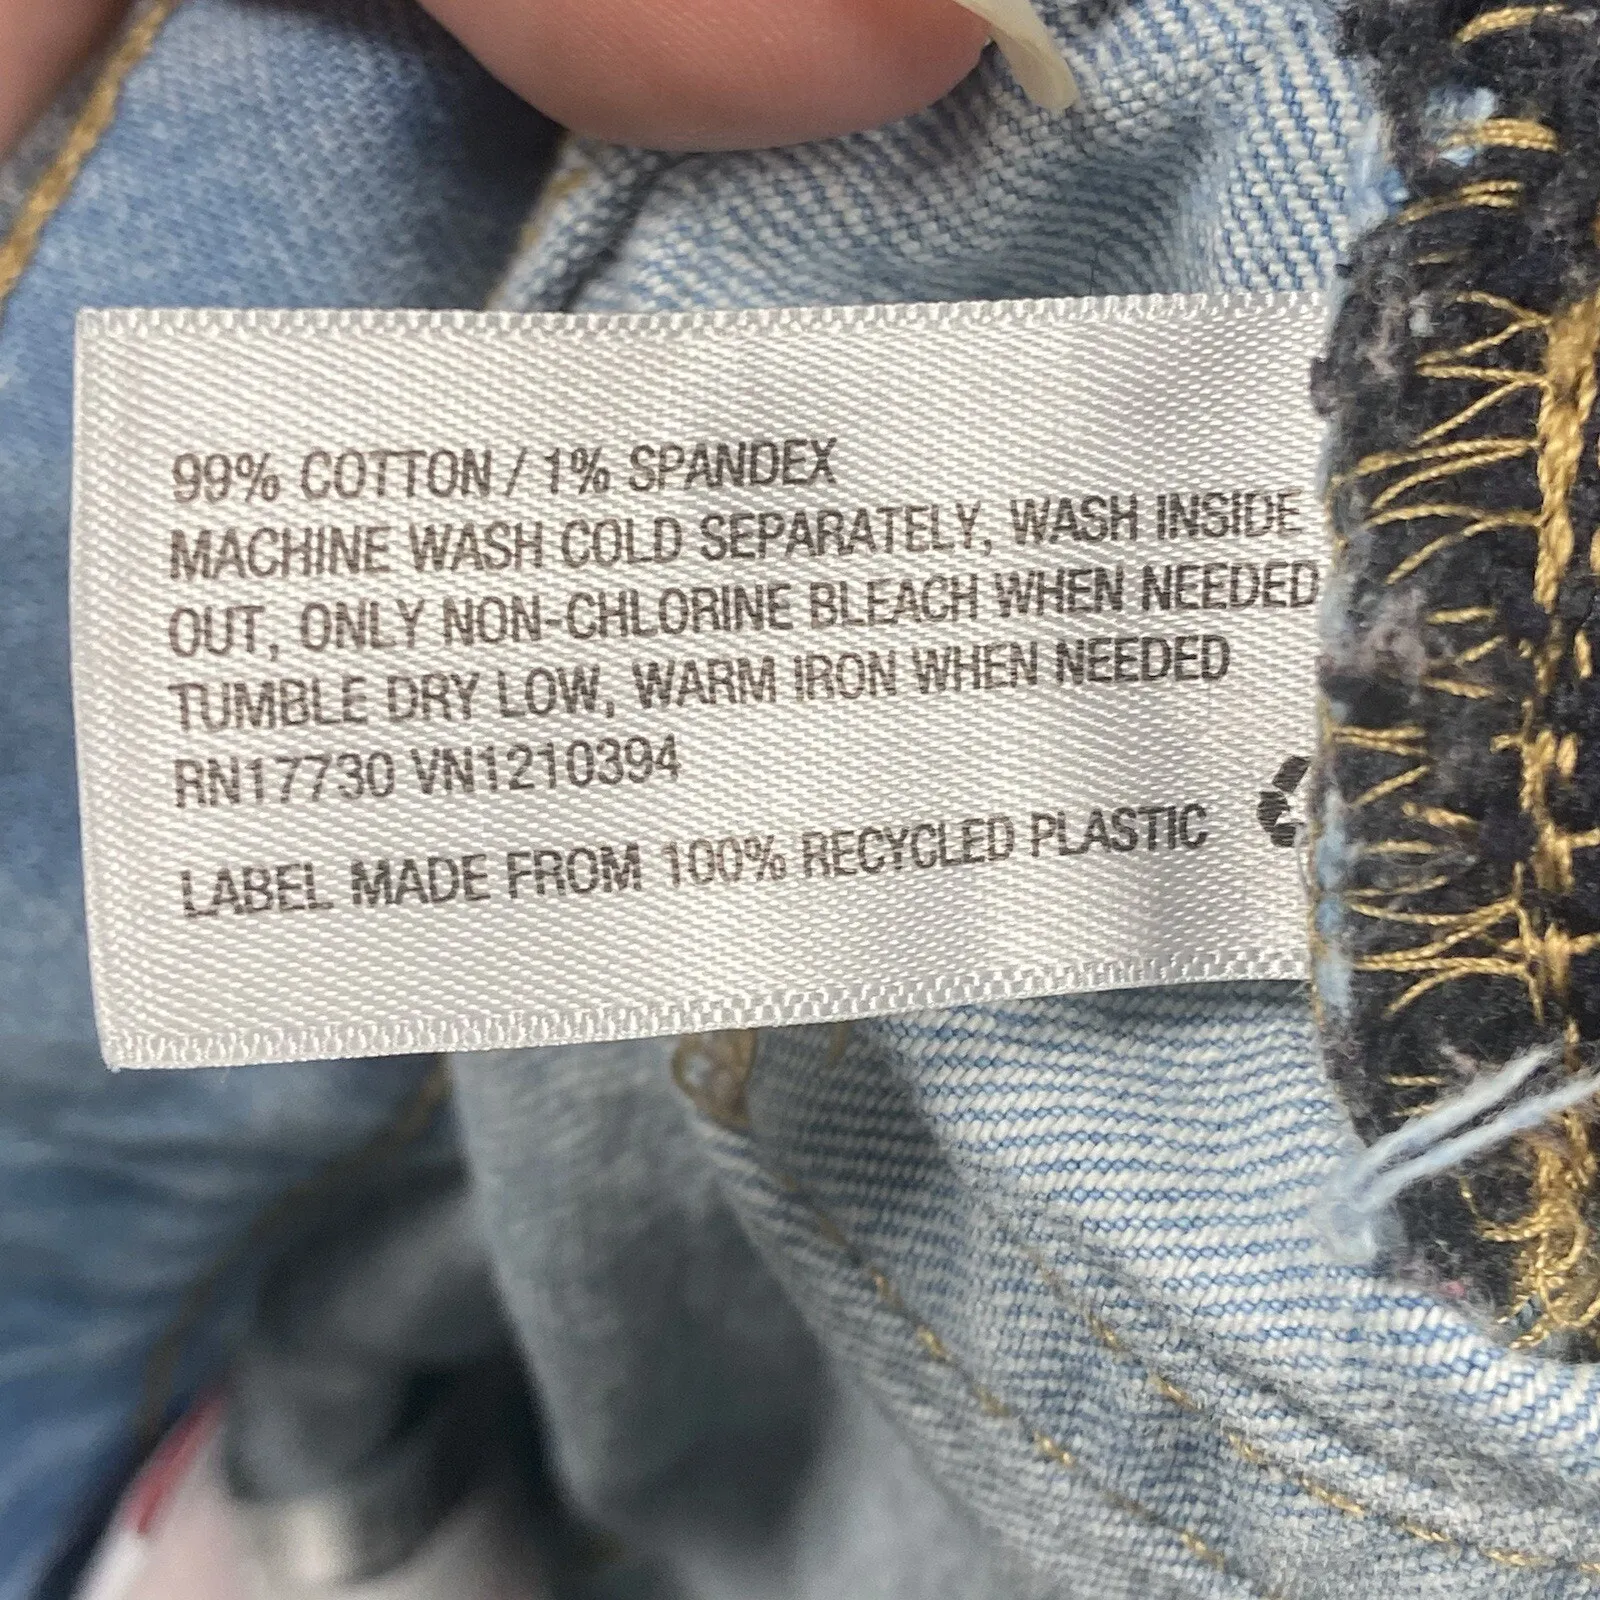 99% COTTON / 1% SPANDEX
MACHINE WASH COLD SEPARATELY, WASH INSIDE
OUT, ONLY NON-CHLORINE BLEACH WHEN NEEDED
TUMBLE DRY LOW, WARM IRON WHEN NEEDED
RN17730 VN1210394
LABEL MADE FROM 100% RECYCLED PLASTIC